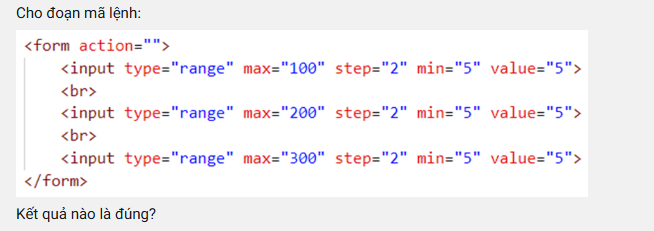 Cho đoạn mã lệnh:
<form action="">
<input type="range" max="100" step="2" min="5" value="5">
<br>
<input type="range" max="200" step="2" min="5" value="5">
<br>
<input type="range" max="300" step="2" min="5" value="5">
</form>
Kết quả nào là đúng?